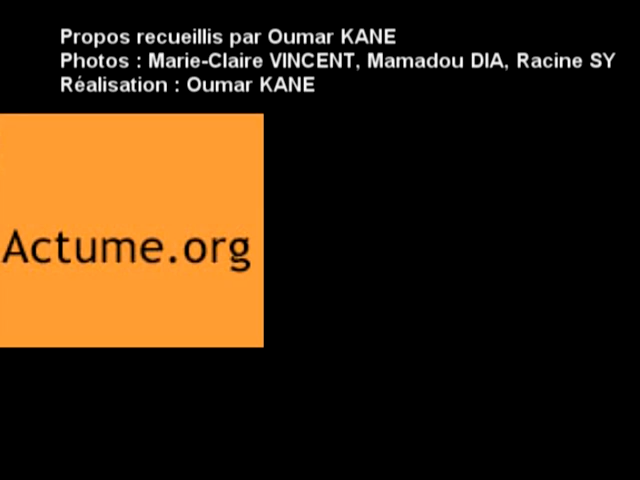 Propos recueillis par Oumar KANE
Photos : Marie-Claire VINCENT, Mamadou DIA, Racine SY
Réalisation : Oumar KANE
Actume.org